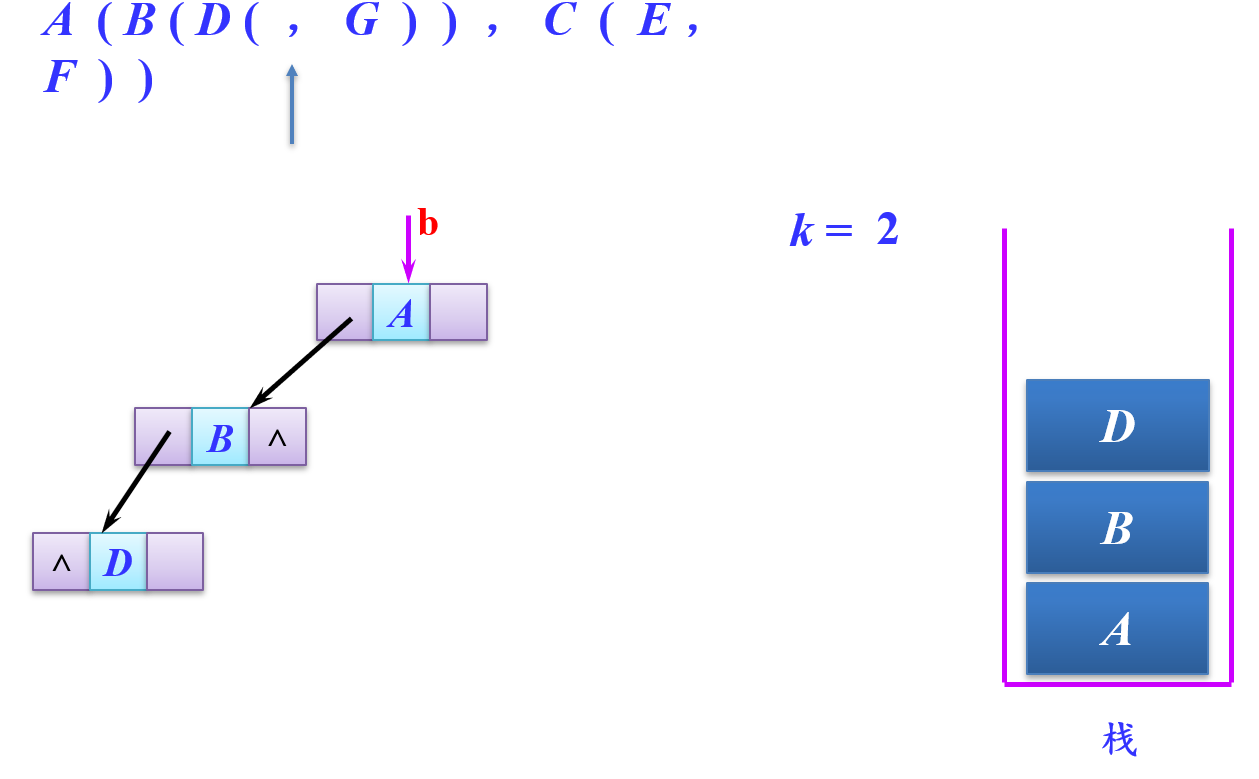 A ( B ( D ( ， G ) ) ， C ( E ，
F ) )
b
k = 2
A
B ^
^ D
D
B
A
栈